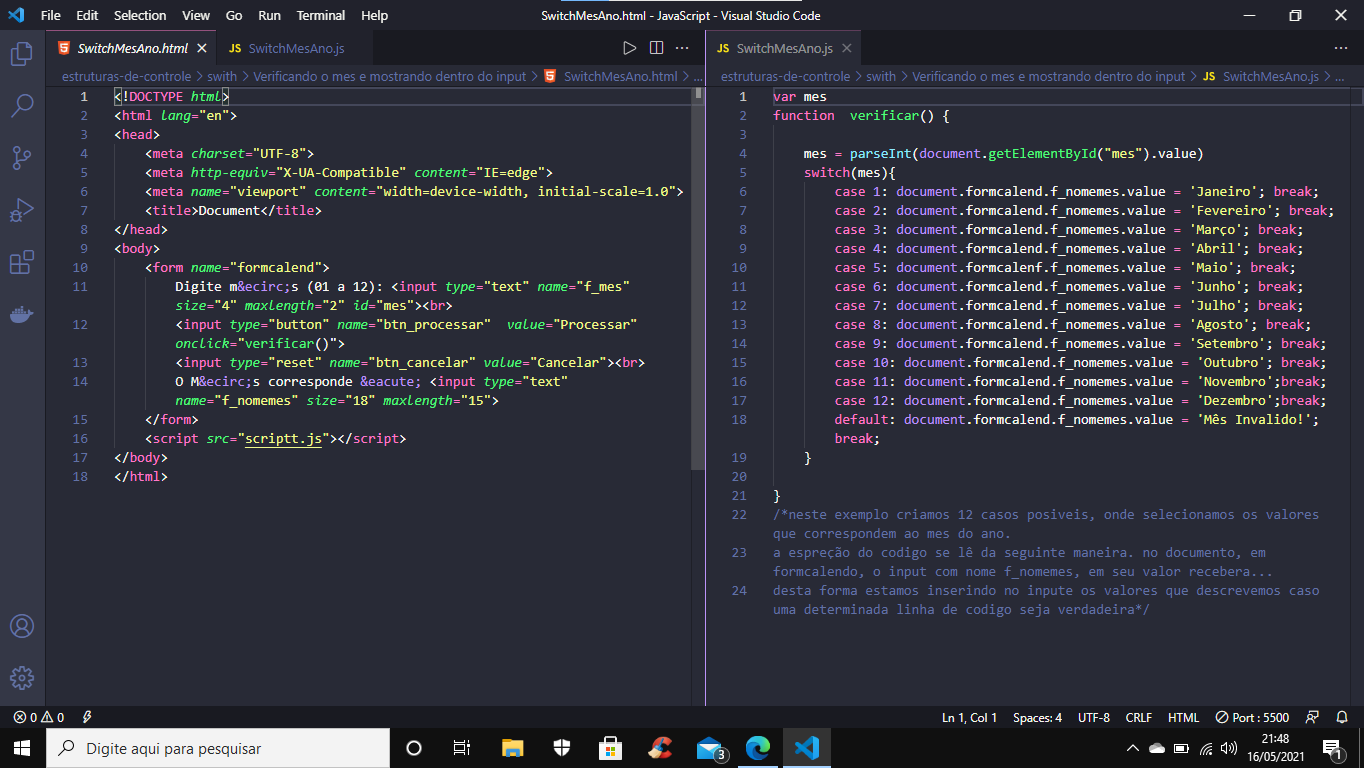 File Edit Selection View Go Run Terminal Help SwitchMesAno.html - JavaScript - Visual Studio Code
SwitchMesAno.html JS SwitchMesAno.js
estruturas-de-controle > swith > Verificando o mes e mostrando dentro do input > SwitchMesAno.html > ...
1 <!DOCTYPE html>
2 <html lang="en">
3 <head>
4 <meta charset="UTF-8">
5 <meta http-equiv="X-UA-Compatible" content="IE=edge">
6 <meta name="viewport" content="width=device-width, initial-scale=1.0">
7 <title>Document</title>
8 </head>
9 <body>
10 <form name="formcalend">
11 Digite m&ecirc;s (01 a 12): <input type="text" name="f_mes"
size="4" maxlength="2" id="mes"><br>
12 <input type="button" name="btn_processar"  value="Processar"
onclick="verificar()">
13 <input type="reset" name="btn_cancelar" value="Cancelar"><br>
14 O M&ecirc;s corresponde &eacute; <input type="text"
name="f_nomemes" size="18" maxlength="15">
15 </form>
16 <script src="scriptt.js"></script>
17 </body>
18 </html>
JS SwitchMesAno.js
estruturas-de-controle > swith > Verificando o mes e mostrando dentro do input > JS SwitchMesAno.js > ...
1 var mes
2 function  verificar() {
3
4 mes = parseInt(document.getElementById("mes").value)
5 switch(mes){
6 case 1: document.formcalend.f_nomemes.value = 'Janeiro'; break;
7 case 2: document.formcalend.f_nomemes.value = 'Fevereiro'; break;
8 case 3: document.formcalend.f_nomemes.value = 'Março'; break;
9 case 4: document.formcalend.f_nomemes.value = 'Abril'; break;
10 case 5: document.formcalenf.f_nomemes.value = 'Maio'; break;
11 case 6: document.formcalend.f_nomemes.value = 'Junho'; break;
12 case 7: document.formcalend.f_nomemes.value = 'Julho'; break;
13 case 8: document.formcalend.f_nomemes.value = 'Agosto'; break;
14 case 9: document.formcalend.f_nomemes.value = 'Setembro'; break;
15 case 10: document.formcalend.f_nomemes.value = 'Outubro'; break;
16 case 11: document.formcalend.f_nomemes.value = 'Novembro';break;
17 case 12: document.formcalend.f_nomemes.value = 'Dezembro';break;
18 default: document.formcalend.f_nomemes.value = 'Mês Invalido!';
break;
19 }
20
21 }
22 /*neste exemplo criamos 12 casos posiveis, onde selecionamos os valores
que correspondem ao mes do ano.
23 a espreção do codigo se lê da seguinte maneira. no documento, em
formcalendo, o input com nome f_nomemes, em seu valor recebera...
24 desta forma estamos inserindo no inpute os valores que descrevemos caso
uma determinada linha de codigo seja verdadeira*/
0 0 Ln 1, Col 1 Spaces: 4 UTF-8 CRLF HTML Port : 5500
Digite aqui para pesquisar 3 21:48
16/05/2021 1